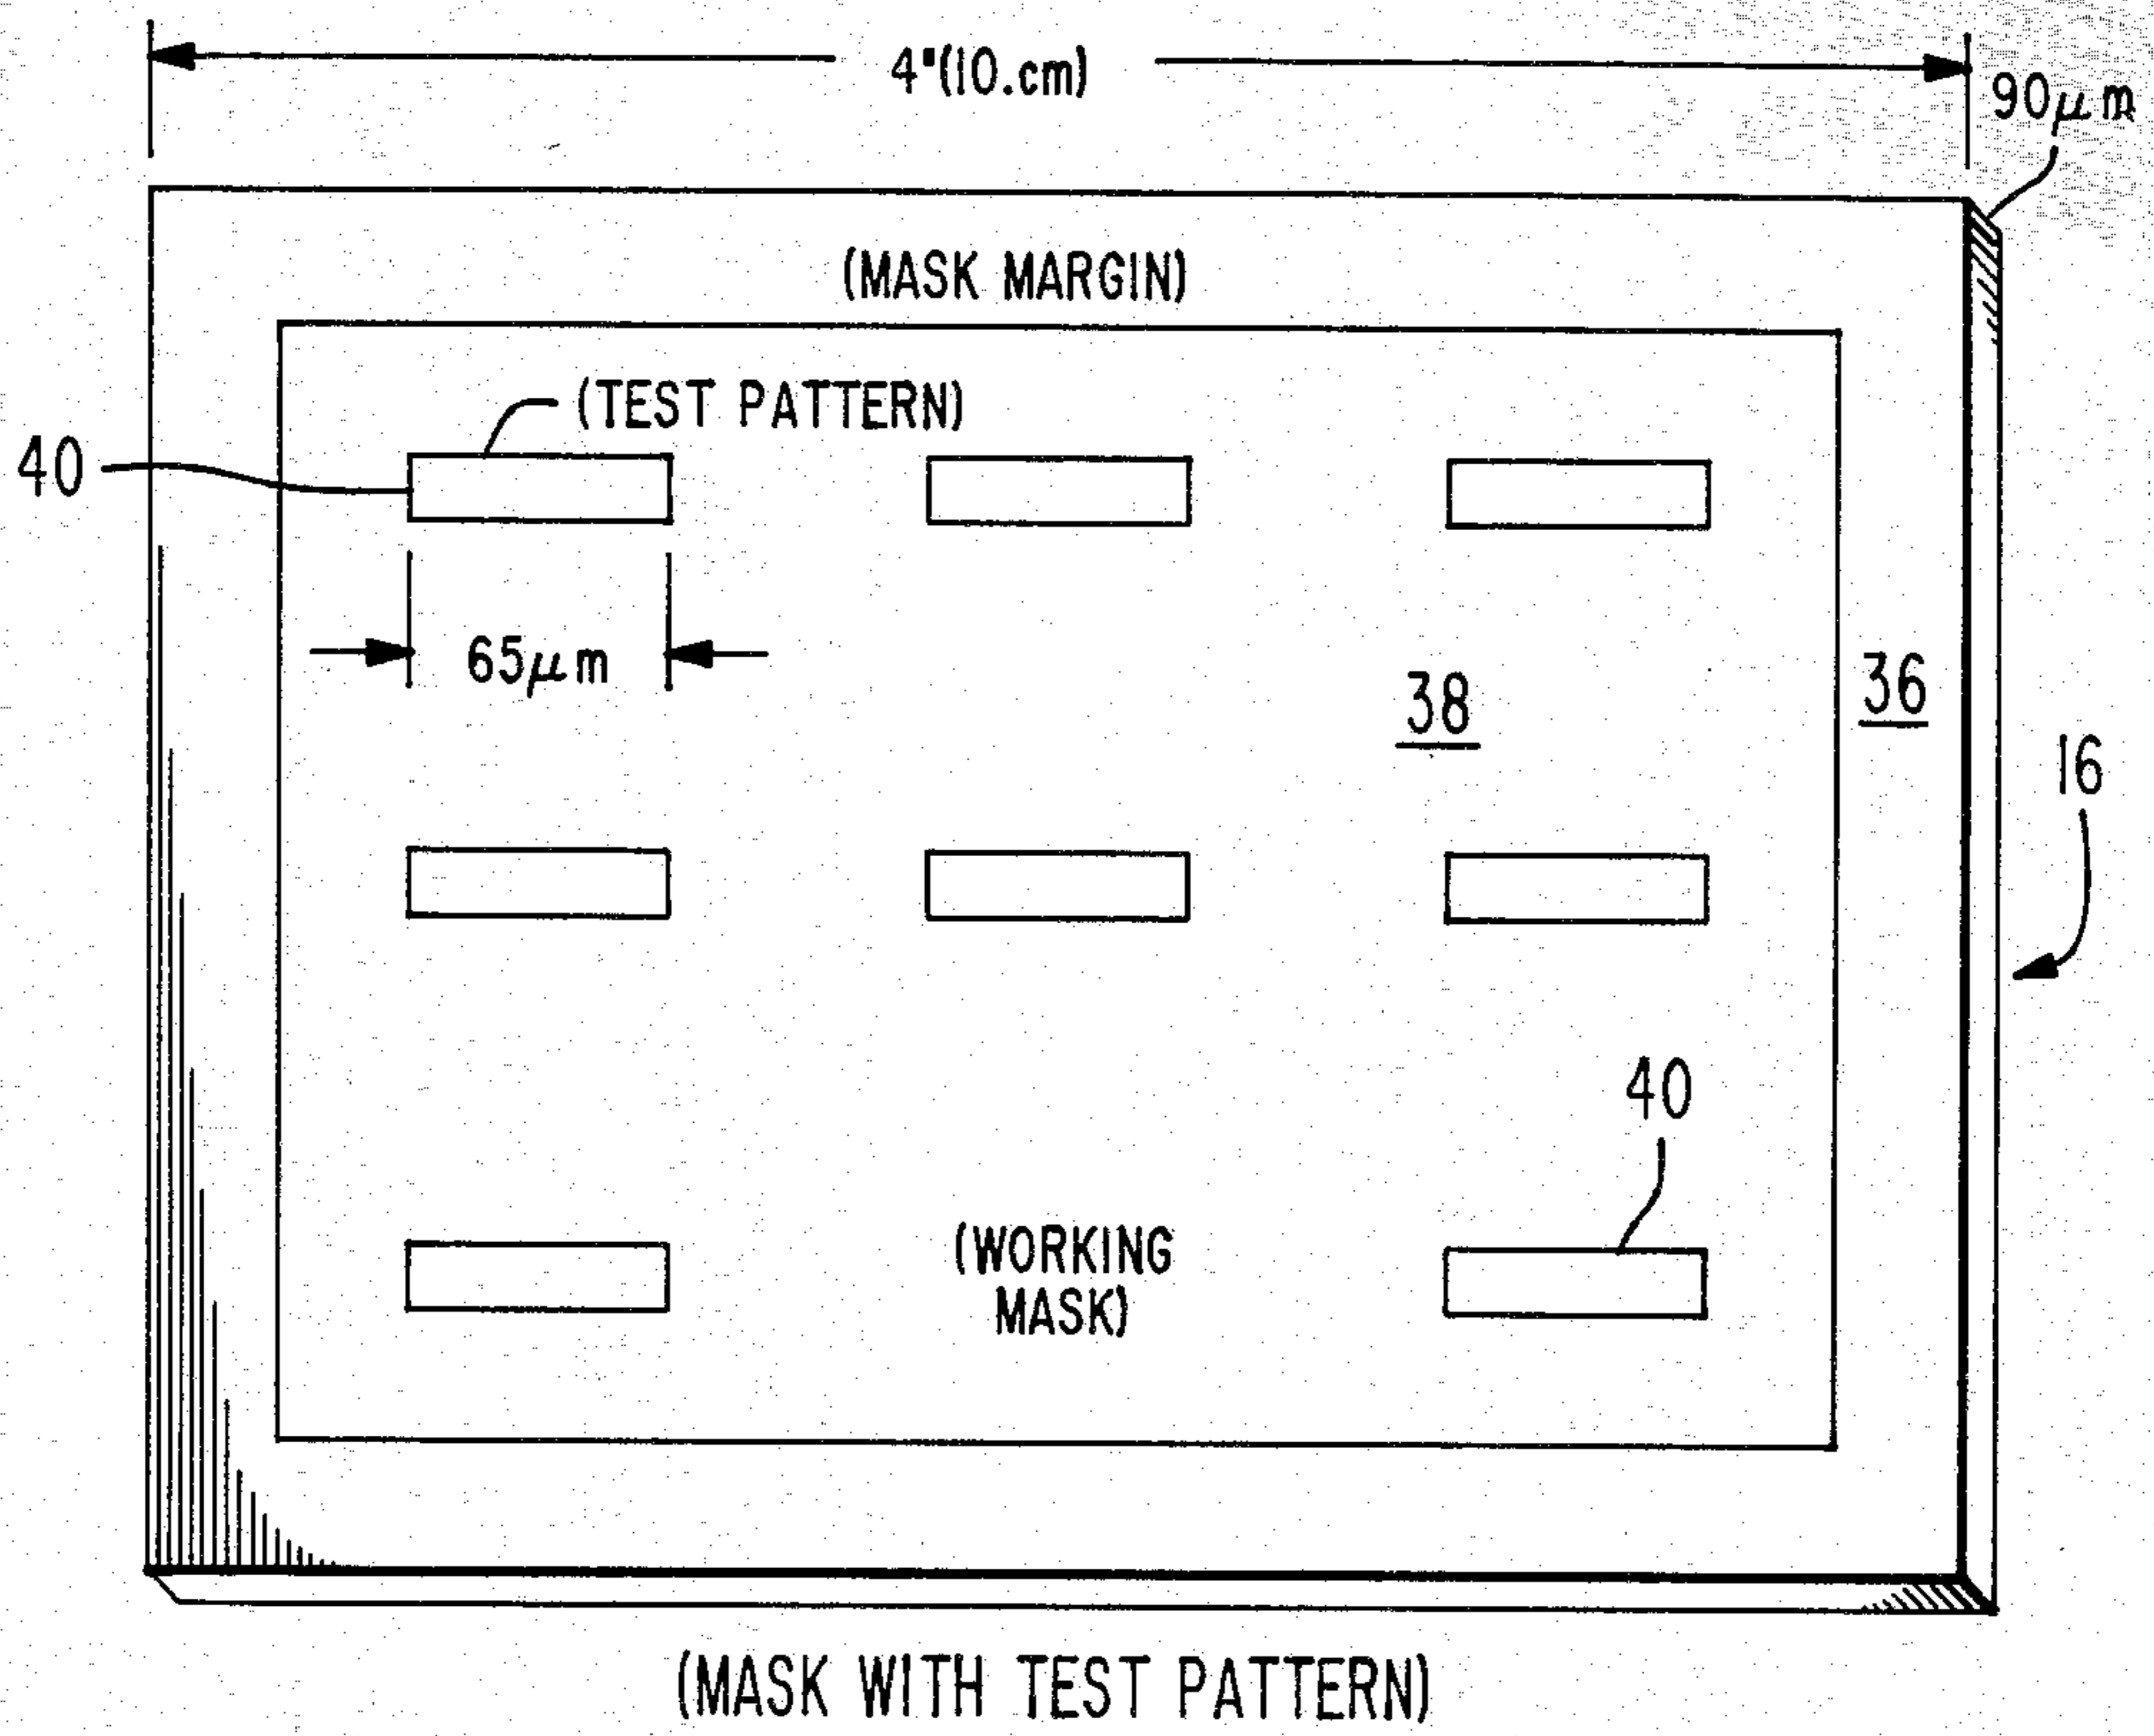 4"(10.cm)
90μm
(MASK MARGIN)
(TEST PATTERN)
40
65μm
38
36
16
40
(WORKING
MASK)
(MASK WITH TEST PATTERN)